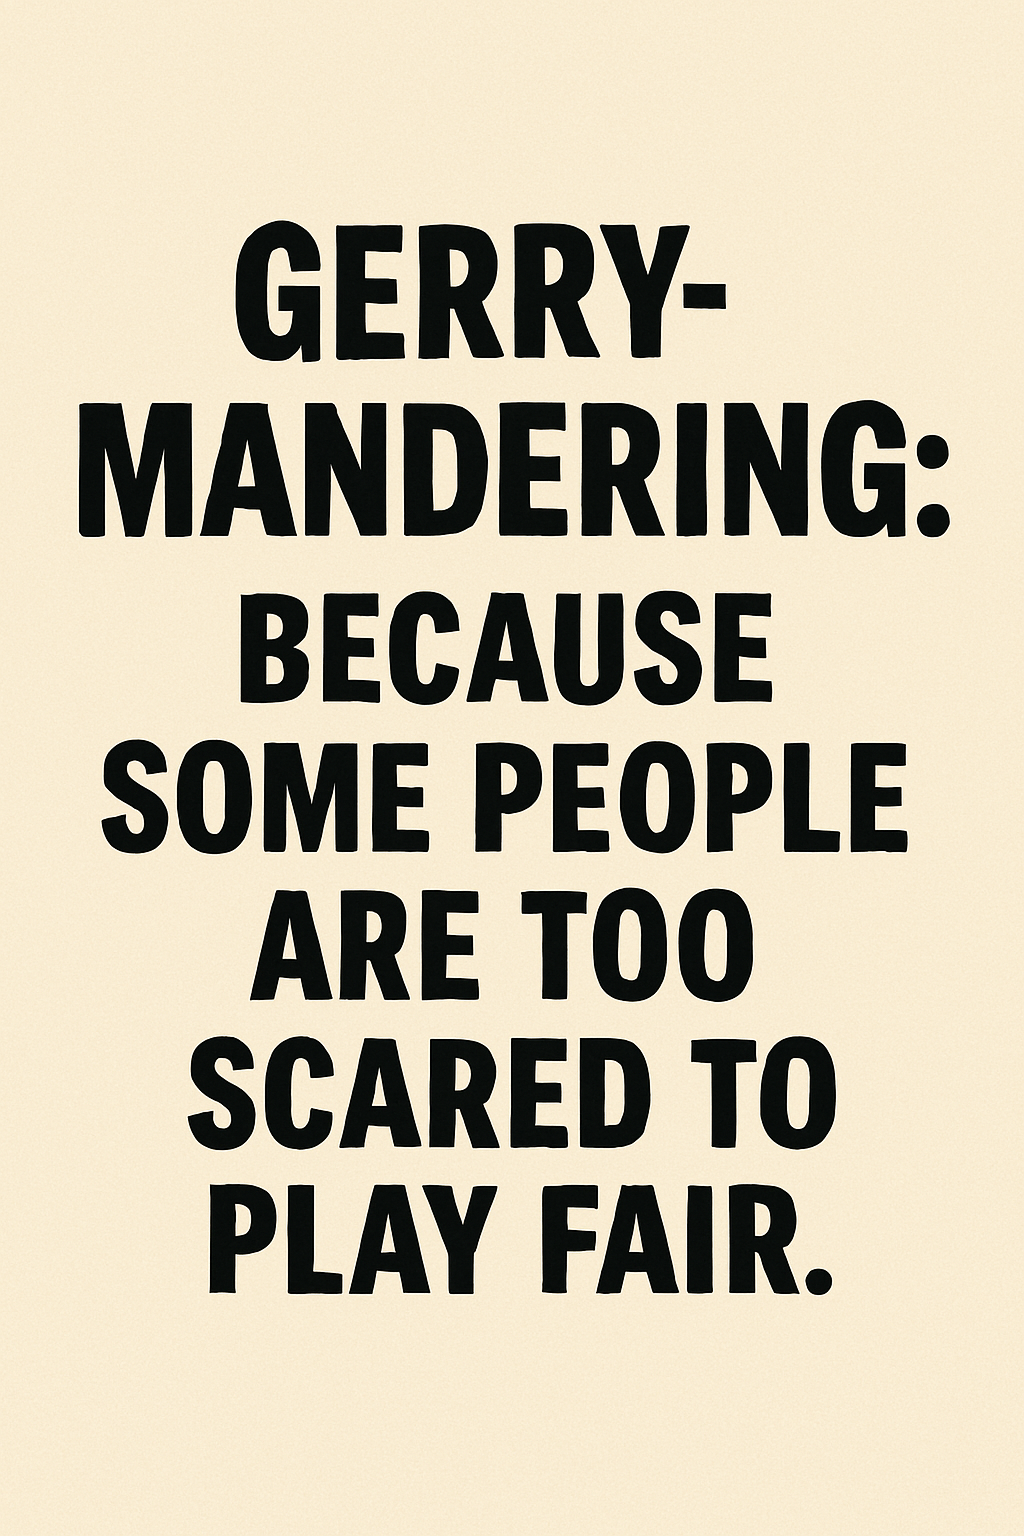 GERRY-
MANDERING:
BECAUSE
SOME PEOPLE
ARE TOO
SCARED TO
PLAY FAIR.